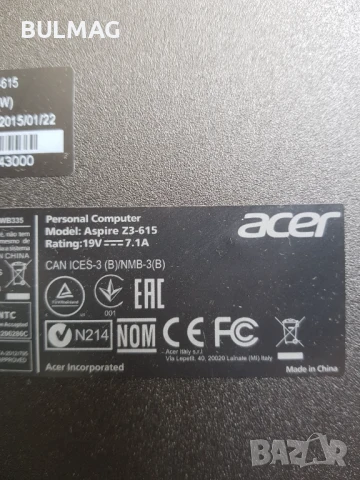 BULMAG
-615
W)
2015/01/22
43000
WB335
CHINA
Personal Computer
Model: Aspire Z3-615
Rating:19V 7.1A
acer
CAN ICES-3 (B)/NMB-3(B)
EAC
001
NTC
N214 NOM CE FC
Acer Italy s.r.l
Via Lepetit, 40, 20020 Lainate (MI) Italy
Acer Incorporated
Made in China
BAZAR
bg